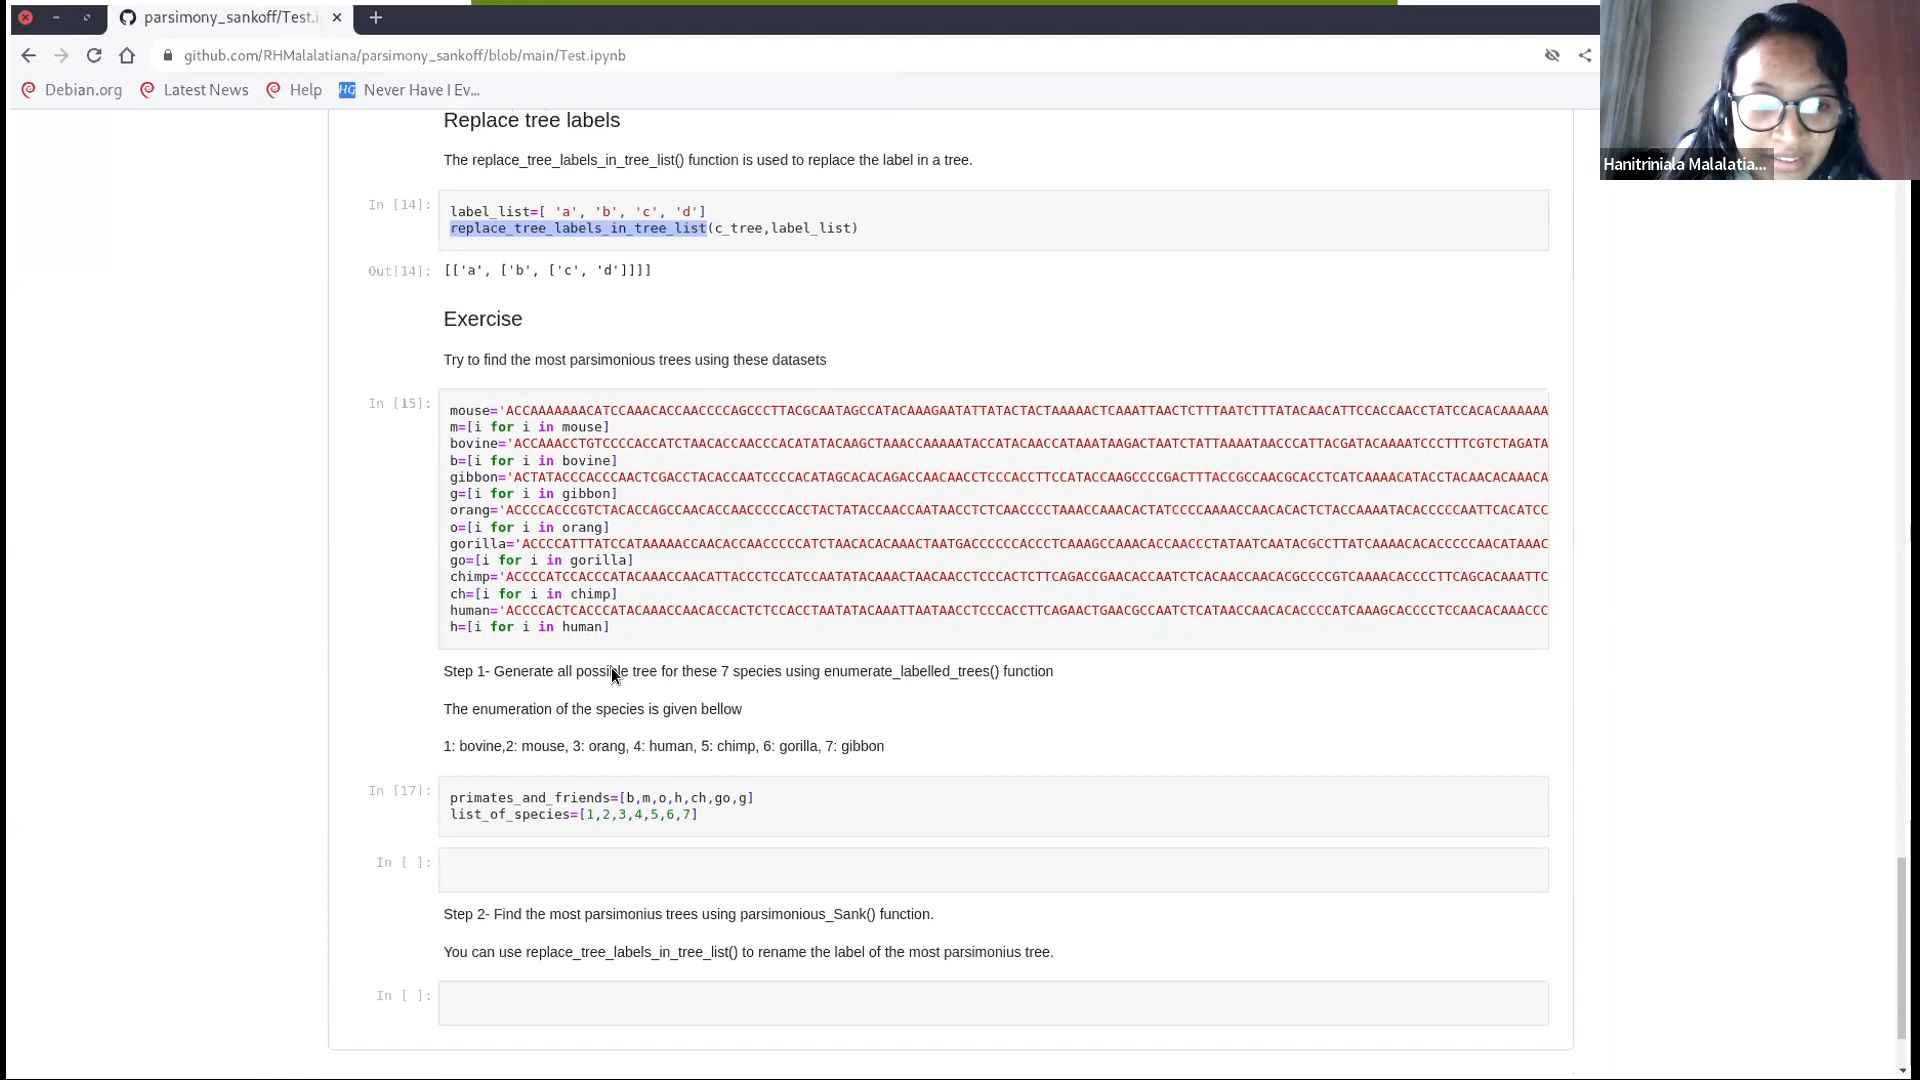 parsimony_sankoff/Test.i
github.com/RHMalalatiana/parsimony_sankoff/blob/main/Test.ipynb
Debian.org Latest News Help HG Never Have I Ev...
Hanitriniala Malalatia...
Replace tree labels
The replace_tree_labels_in_tree_list() function is used to replace the label in a tree.
In [14]: label_list=[ 'a', 'b', 'c', 'd']
replace_tree_labels_in_tree_list(c_tree,label_list)
Out[14]: [['a', ['b', ['c', 'd']]]]
Exercise
Try to find the most parsimonious trees using these datasets
In [15]: mouse='ACCAAAAAAACATCCAAACACCAACCCCAGCCCTTACGCAATAGCCATACAAAGAATATTATACTACTAAAAACTCAAATTAACTCTTTAATCTTTATACAACATTCCACCAACCTATCCACACAAAAAA
m=[i for i in mouse]
bovine='ACCAAACCTGTCCCCACCATCTAACACCAACCCACATATACAAGCTAAACCAAAAATACCATACAACCATAAATAAGACTAATCTATTAAAATAACCCATTACGATACAAAATCCCTTTCGTCTAGATA
b=[i for i in bovine]
gibbon='ACTATACCCACCCAACTCGACCTACACCAATCCCCACATAGCACACAGACCAACAACCTCCCACCTTCCATACCAAGCCCCGACTTTACCGCCAACGCACCTCATCAAAACATACCTACAACACAAACA
g=[i for i in gibbon]
orang='ACCCCACCCGTCTACACCAGCCAACACCAACCCCCACCTACTATACCAACCAATAACCTCTCAACCCCTAAACCAAACACTATCCCCAAAACCAACACACTCTACCAAAATACACCCCCAATTCACATCC
o=[i for i in orang]
gorilla='ACCCCATTTATCCATAAAAACCAACACCAACCCCCATCTAACACACAAACTAATGACCCCCCACCCTCAAAGCCAAACACCAACCCTATAATCAATACGCCTTATCAAAACACACCCCCAACATAAAC
go=[i for i in gorilla]
chimp='ACCCCATCCACCCATACAAACCAACATTACCCTCCATCCAATATACAAACTAACAACCTCCCACTCTTCAGACCGAACACCAATCTCACAACCAACACGCCCCGTCAAAACACCCCTTCAGCACAAATTC
ch=[i for i in chimp]
human='ACCCCACTCACCCATACAAACCAACACCACTCTCCACCTAATATACAAATTAATAACCTCCCACCTTCAGAACTGAACGCCAATCTCATAACCAACACACCCCATCAAAGCACCCCTCCAACACAAACCC
h=[i for i in human]
Step 1- Generate all possible tree for these 7 species using enumerate_labelled_trees() function
The enumeration of the species is given bellow
1: bovine,2: mouse, 3: orang, 4: human, 5: chimp, 6: gorilla, 7: gibbon
In [17]: primates_and_friends=[b,m,o,h,ch,go,g]
list_of_species=[1,2,3,4,5,6,7]
In [ ]:
Step 2- Find the most parsimonius trees using parsimonious_Sank() function.
You can use replace_tree_labels_in_tree_list() to rename the label of the most parsimonius tree.
In [ ]: